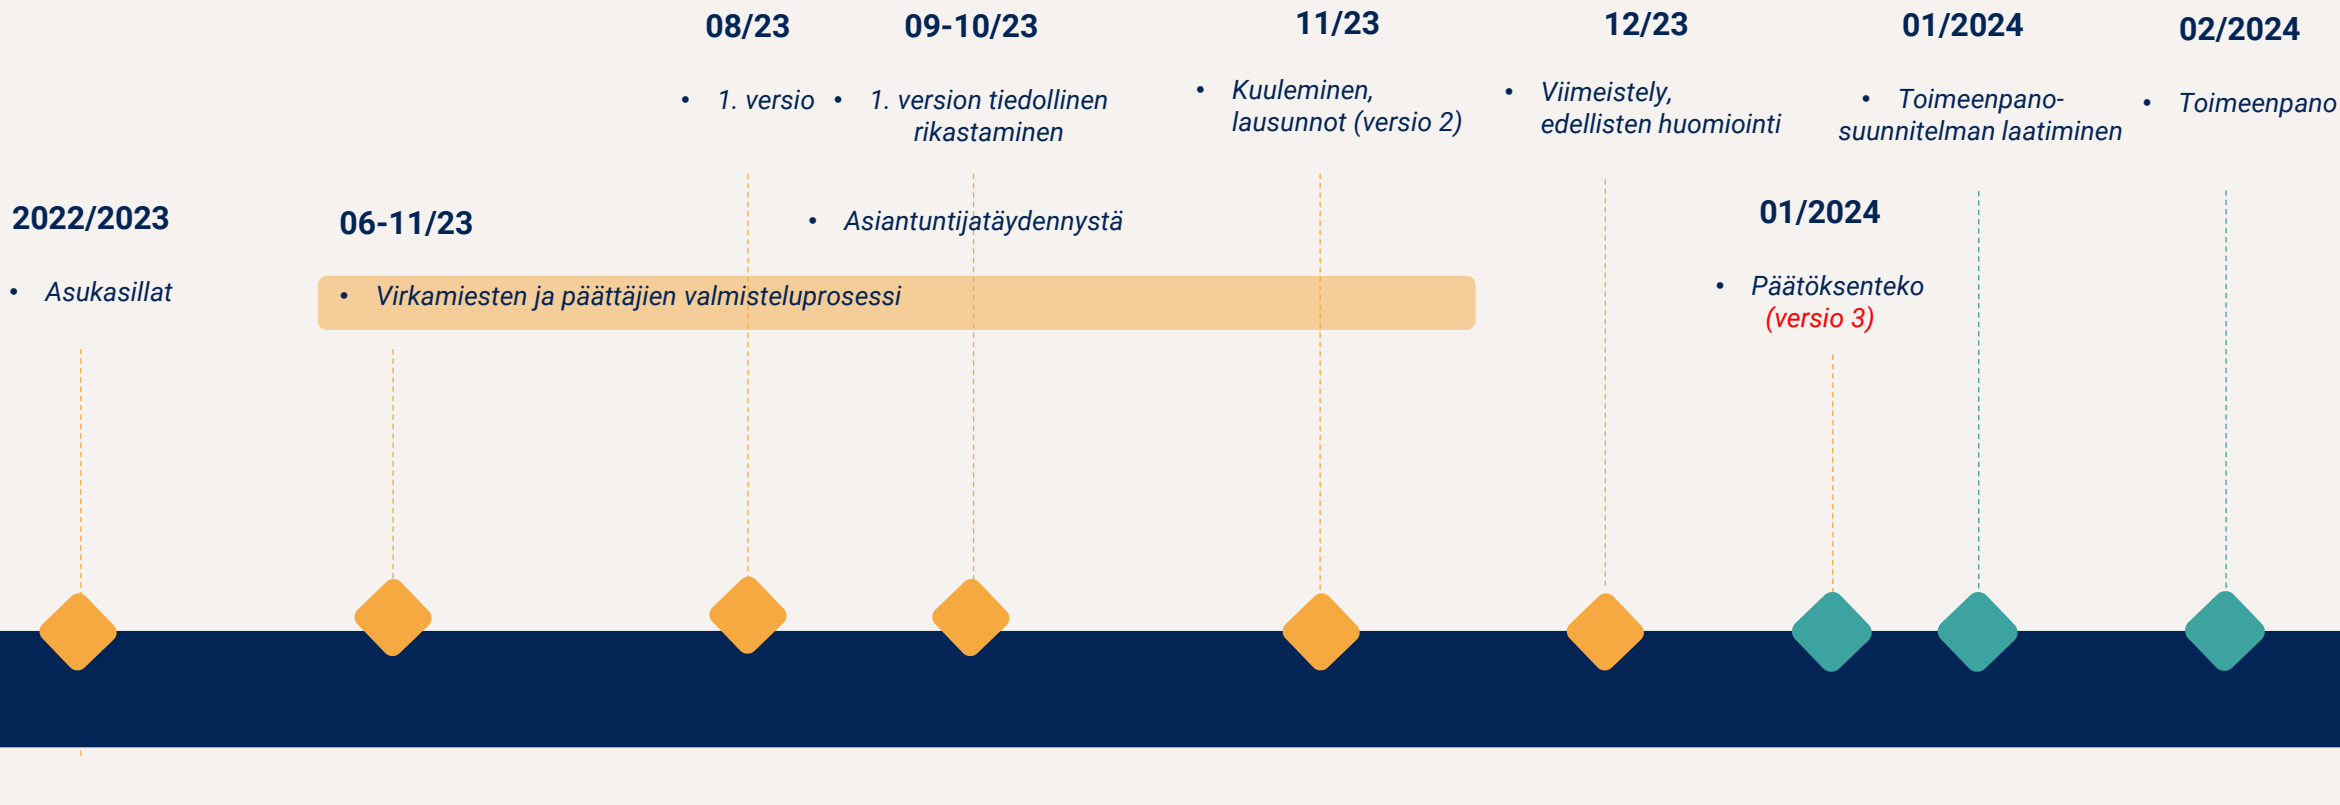 2022/2023
• Asukasillat
06-11/23
• Virkamiesten ja päättäjien valmisteluprosessi
08/23
• 1. versio
09-10/23
• 1. version tiedollinen
rikastaminen
• Asiantuntijatäydennystä
11/23
• Kuuleminen,
lausunnot (versio 2)
12/23
• Viimeistely,
edellisten huomiointi
01/2024
• Päätöksenteko
(versio 3)
01/2024
• Toimeenpano-
suunnitelman laatiminen
02/2024
• Toimeenpano